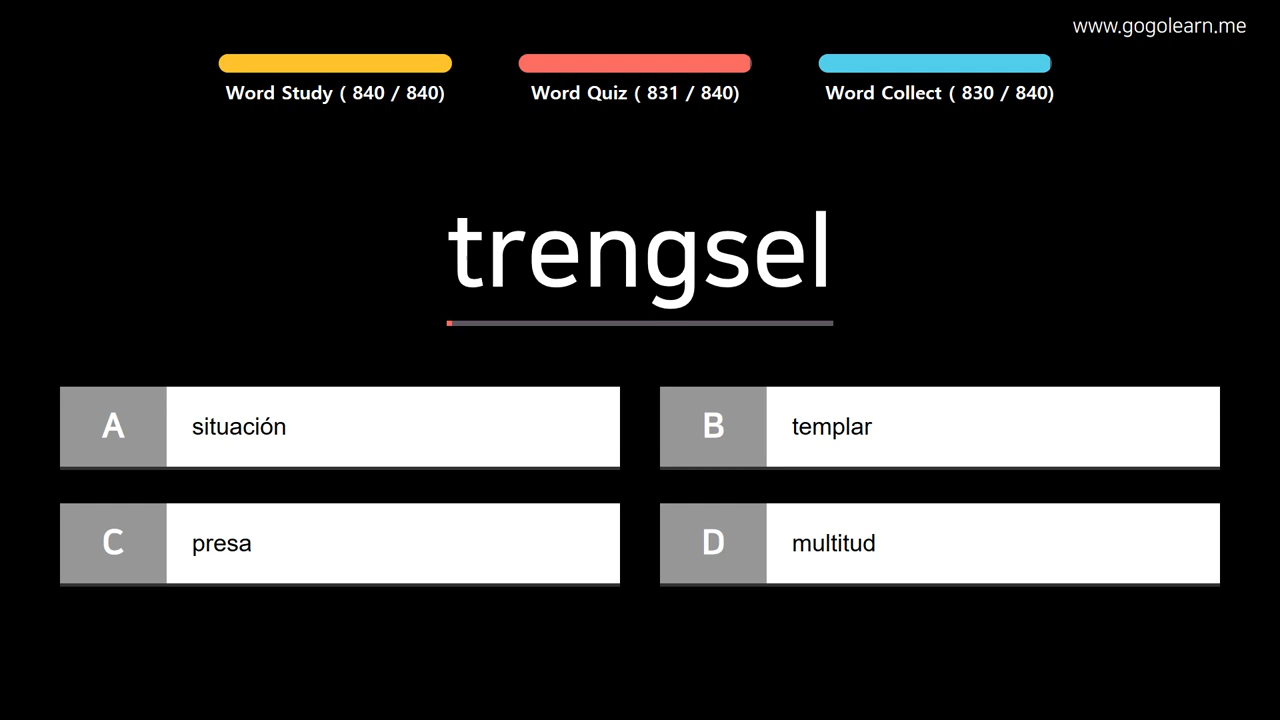 www.gogolearn.me
Word Study ( 840 / 840)
Word Quiz ( 831 / 840)
Word Collect ( 830 / 840)
trengsel
A situación
B templar
C presa
D multitud